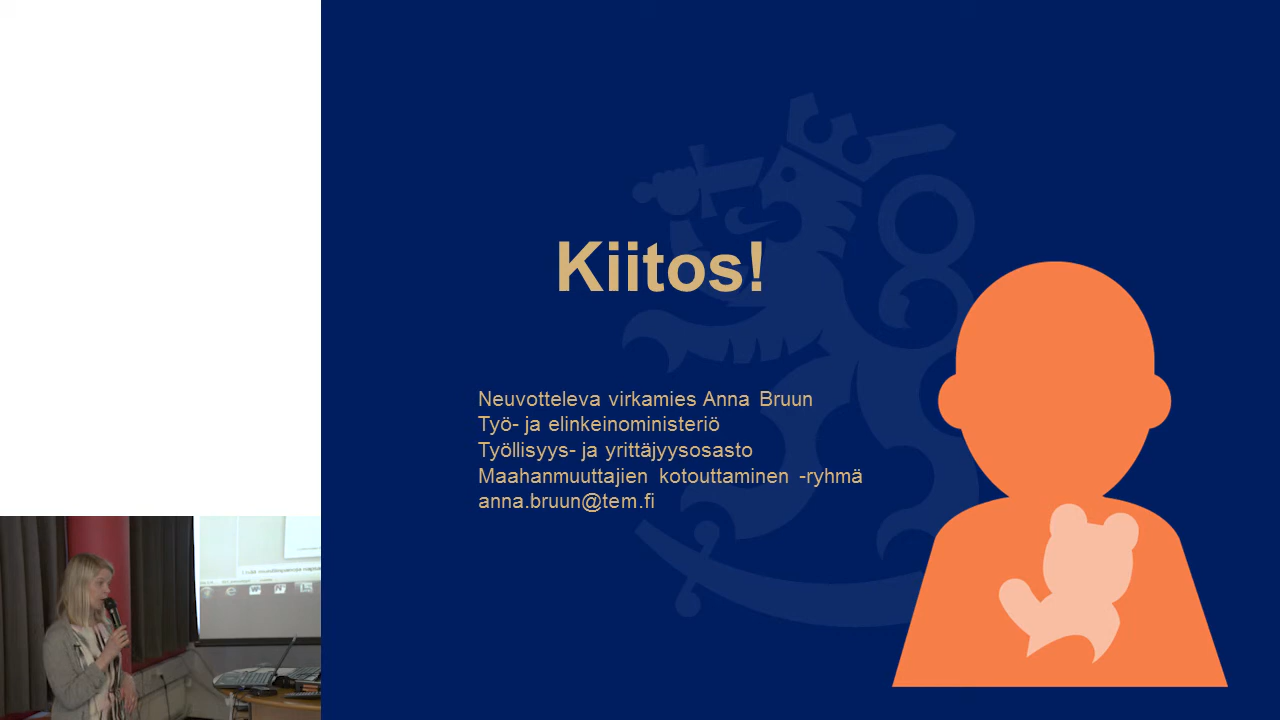 Kiitos!
Neuvotteleva virkamies Anna Bruun
Työ- ja elinkeinoministeriö
Työllisyys- ja yrittäjyysosasto
Maahanmuuttajien kotouttaminen -ryhmä
anna.bruun@tem.fi